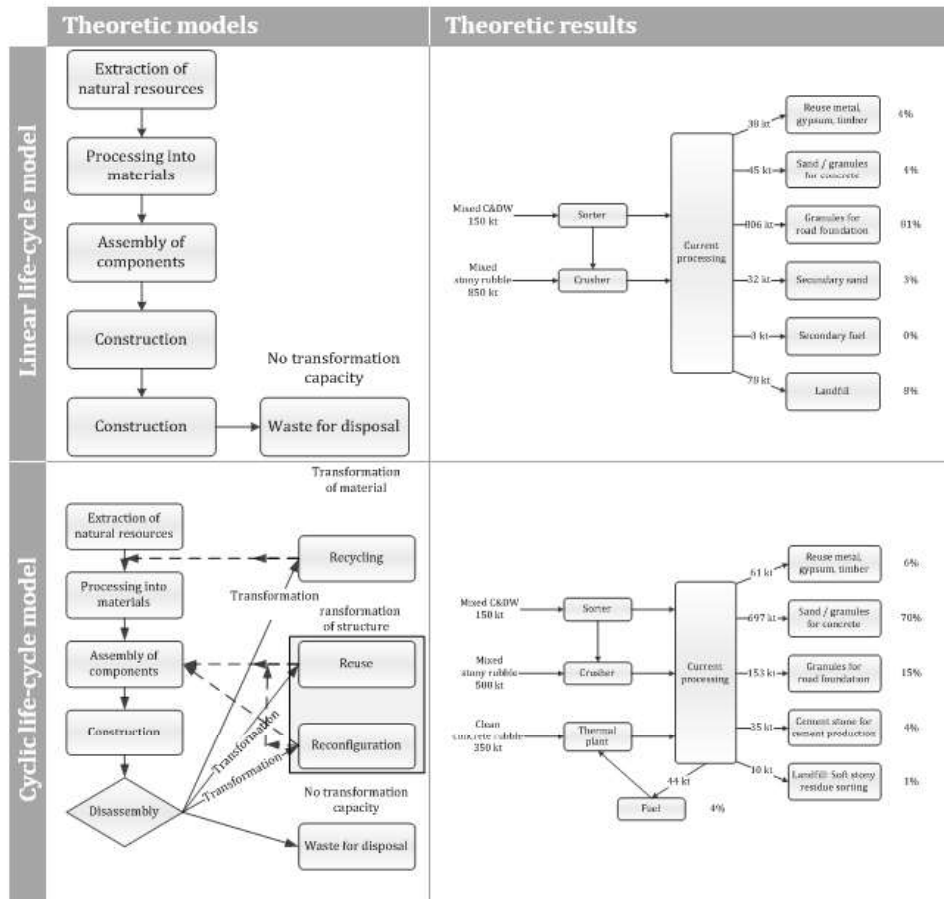 Theoretic models
Theoretic results
Linear life-cycle model
Extraction of
natural resources
Processing into
materials
Assembly of
components
Construction
No transformation
capacity
Construction
Waste for disposal
Mixed C&DW
150 kt
Sorter
Mixed
stony rubble
850 kt
Crusher
Current
processing
38 kt
Reuse metal,
gypsum, timber
4%
45 kt
Sand / granules
for concrete
4%
806 kt
Granules for
road foundation
81%
32 kt
Secundary sand
3%
3 kt
Secondary fuel
0%
78 kt
Landfill
8%
Cyclic life-cycle model
Transformation
of material
Extraction of
natural resources
Recycling
Processing into
materials
Transformation
ransformation
of structure
Assembly of
components
Reuse
Construction
Transformation
Reconfiguration
Transformation
Disassembly
No transformation
capacity
Waste for disposal
Mixed C&DW
150 kt
Sorter
Mixed
stony rubble
500 kt
Crusher
Clean
concrete rubble
350 kt
Thermal
plant
Current
processing
61 kt
Reuse metal,
gypsum, timber
6%
697 kt
Sand / granules
for concrete
70%
153 kt
Granules for
road foundation
15%
35 kt
Cement stone for
cement production
4%
10 kt
Landfill: Soft stony
residue sorting
1%
44 kt
Fuel
4%